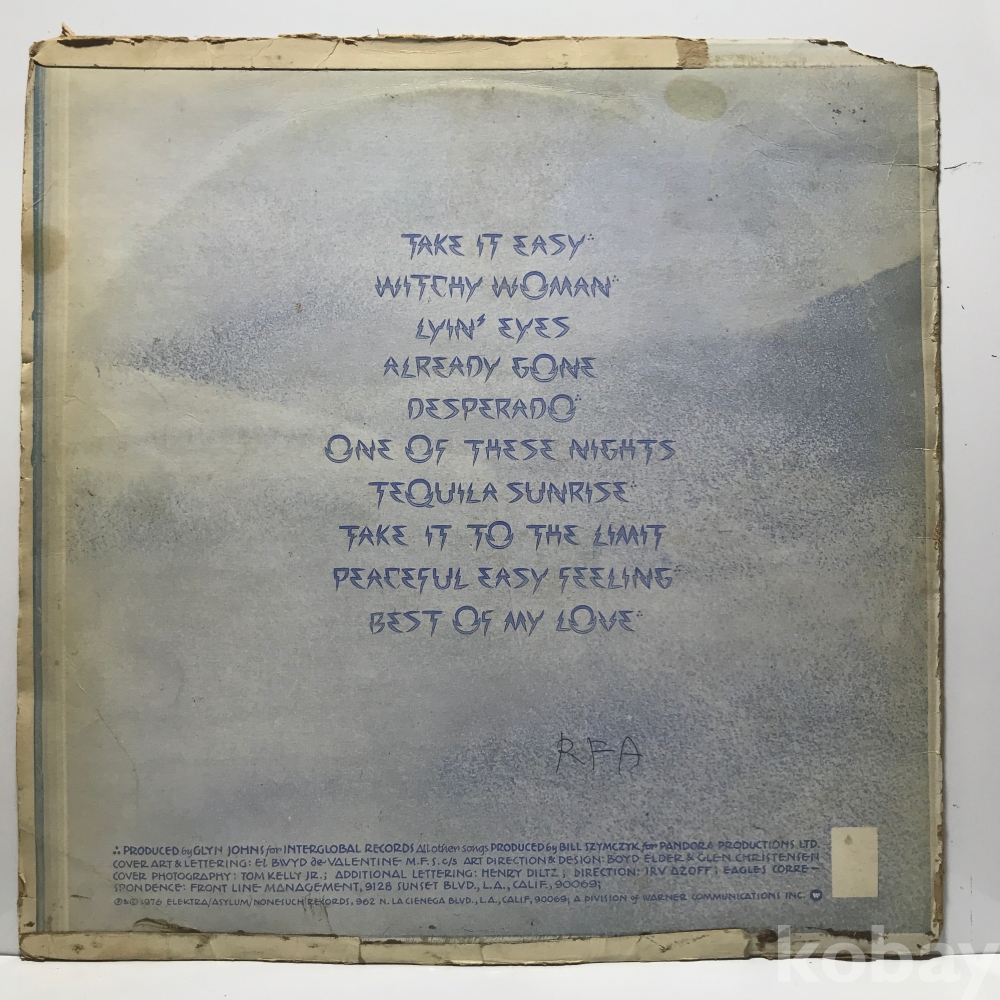 TAKE IT EASY∴
WITCHY WOMAN∴
LYIN' EYES
ALREADY GONE
DESPERADO∴
ONE OF THESE NIGHTS
TEQUILA SUNRISE∴
TAKE IT TO THE LIMIT
PEACEFUL EASY FEELING∴
BEST OF MY LOVE∴
RFA
∴ PRODUCED by GLYN JOHNS for INTERGLOBAL RECORDS All other songs PRODUCED by BILL SZYMCZYK for PANDORA PRODUCTIONS LTD.
COVER ART & LETTERING: EL BWYD de VALENTINE M.F.S. c/s ART DIRECTION & DESIGN: BOYD ELDER & GLEN CHRISTENSEN
COVER PHOTOGRAPHY: TOM KELLY JR.; ADDITIONAL LETTERING: HENRY DILTZ; DIRECTION: IRV AZOFF; EAGLES CORRE-
SPONDENCE: FRONT LINE MANAGEMENT, 9128 SUNSET BLVD., L.A., CALIF., 90069;
℗ & © 1976 ELEKTRA/ASYLUM/NONESUCH RECORDS, 962 N. LA CIENEGA BLVD., L.A., CALIF, 90069; A DIVISION of WARNER COMMUNICATIONS INC.
kobay